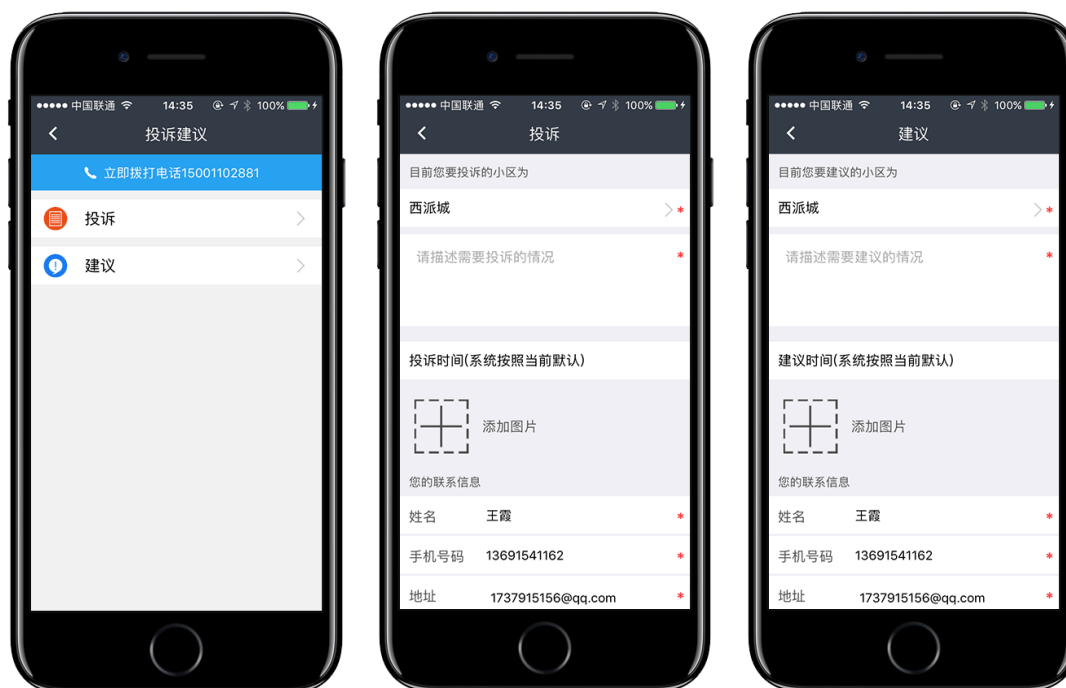 中国联通 14:35 100%
投诉建议
立即拨打电话15001102881
投诉
建议
中国联通 14:35 100%
投诉
目前您要投诉的小区为
西派城 *
请描述需要投诉的情况 *
投诉时间(系统按照当前默认)
添加图片
您的联系信息
姓名 王霞 *
手机号码 13691541162 *
地址 1737915156@qq.com *
中国联通 14:35 100%
建议
目前您要建议的小区为
西派城 *
请描述需要建议的情况 *
建议时间(系统按照当前默认)
添加图片
您的联系信息
姓名 王霞 *
手机号码 13691541162 *
地址 1737915156@qq.com *